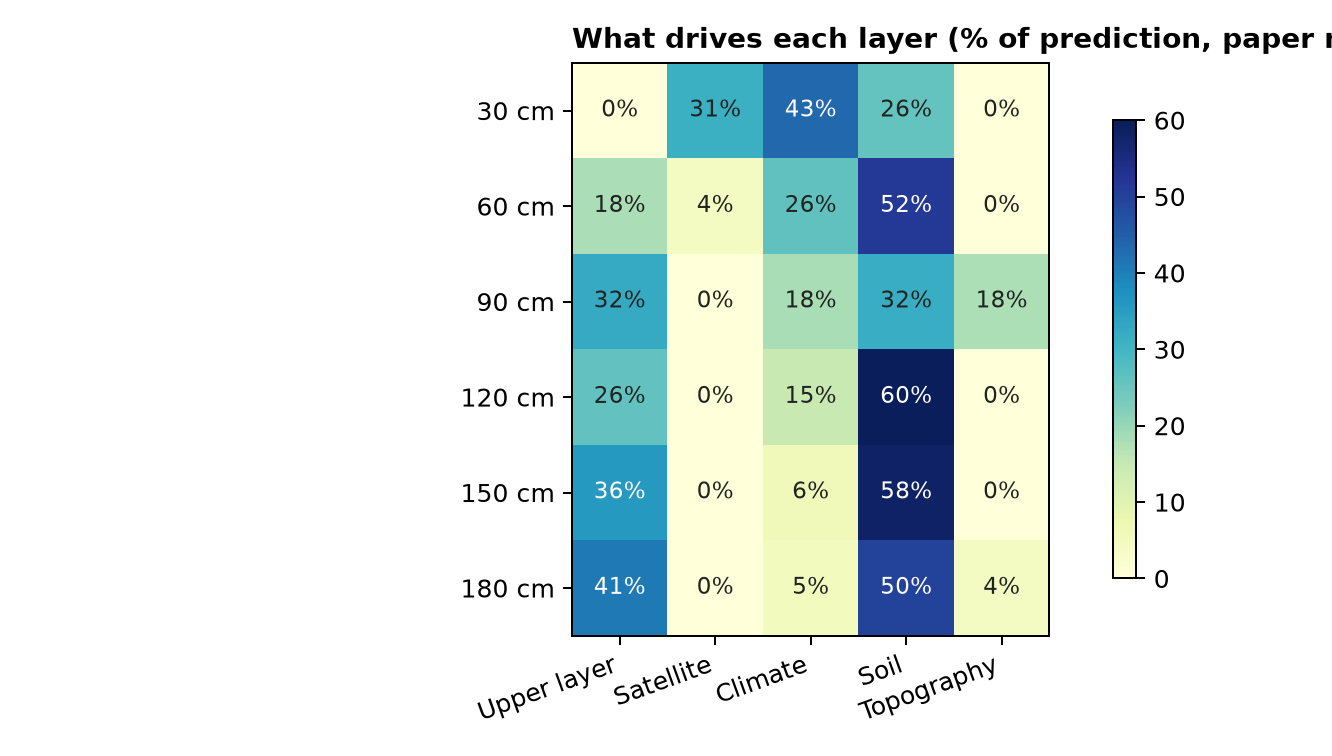 What drives each layer (% of prediction, paper
30 cm 0% 31% 43% 26% 0%
60 cm 18% 4% 26% 52% 0%
90 cm 32% 0% 18% 32% 18%
120 cm 26% 0% 15% 60% 0%
150 cm 36% 0% 6% 58% 0%
180 cm 41% 0% 5% 50% 4%
Upper layer Satellite Climate Soil Topography
60
50
40
30
20
10
0